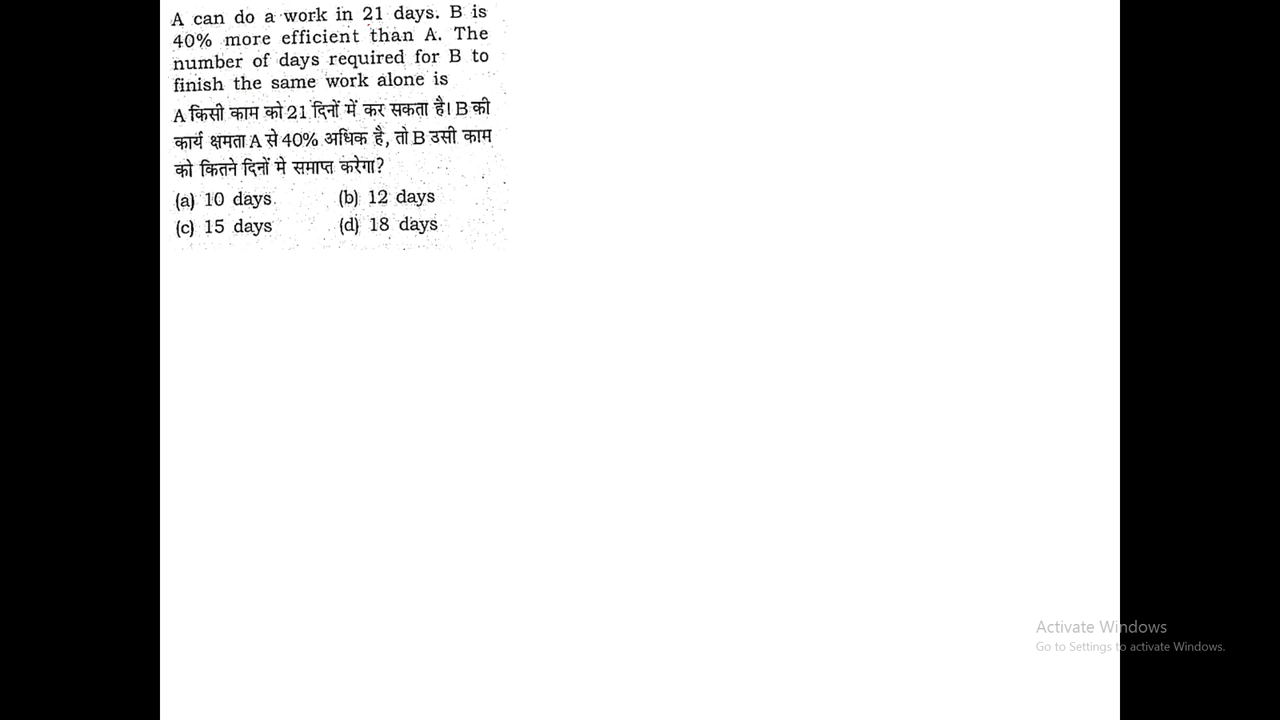 A can do a work in 21 days. B is
40% more efficient than A. The
number of days required for B to
finish the same work alone is
A किसी काम को 21 दिनों में कर सकता है। B की
कार्य क्षमता A से 40% अधिक है, तो B उसी काम
को कितने दिनों मे समाप्त करेगा?
(a) 10 days (b) 12 days
(c) 15 days (d) 18 days
Activate Windows
Go to Settings to activate Windows.